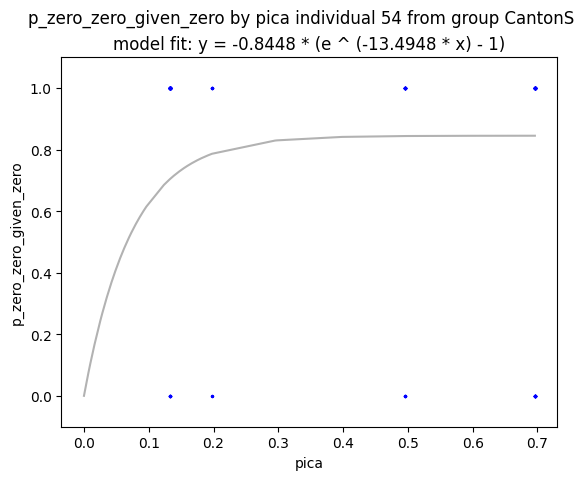 p_zero_zero_given_zero by pica individual 54 from group CantonS
model fit: y = -0.8448 * (e ^ (-13.4948 * x) - 1)
1.0
0.8
0.6
0.4
0.2
0.0
p_zero_zero_given_zero
0.0 0.1 0.2 0.3 0.4 0.5 0.6 0.7
pica